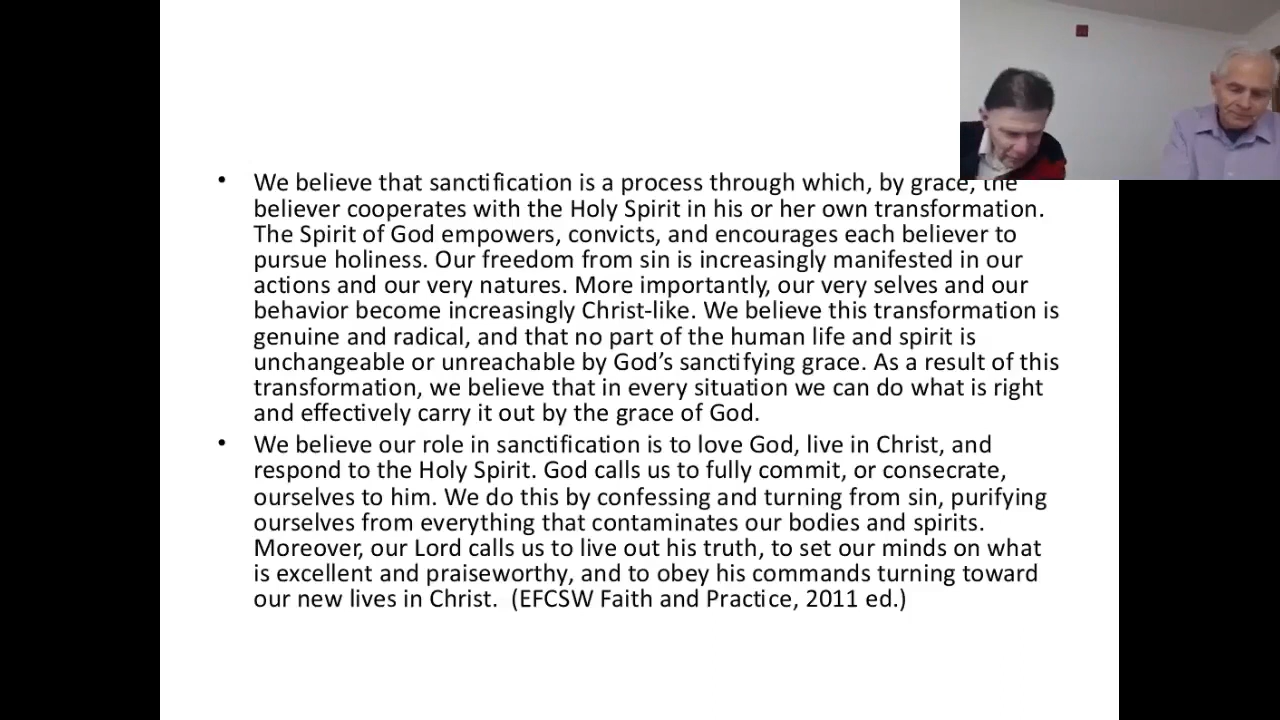 • We believe that sanctification is a process through which, by grace, the
believer cooperates with the Holy Spirit in his or her own transformation.
The Spirit of God empowers, convicts, and encourages each believer to
pursue holiness. Our freedom from sin is increasingly manifested in our
actions and our very natures. More importantly, our very selves and our
behavior become increasingly Christ-like. We believe this transformation is
genuine and radical, and that no part of the human life and spirit is
unchangeable or unreachable by God’s sanctifying grace. As a result of this
transformation, we believe that in every situation we can do what is right
and effectively carry it out by the grace of God.
• We believe our role in sanctification is to love God, live in Christ, and
respond to the Holy Spirit. God calls us to fully commit, or consecrate,
ourselves to him. We do this by confessing and turning from sin, purifying
ourselves from everything that contaminates our bodies and spirits.
Moreover, our Lord calls us to live out his truth, to set our minds on what
is excellent and praiseworthy, and to obey his commands turning toward
our new lives in Christ. (EFCSW Faith and Practice, 2011 ed.)